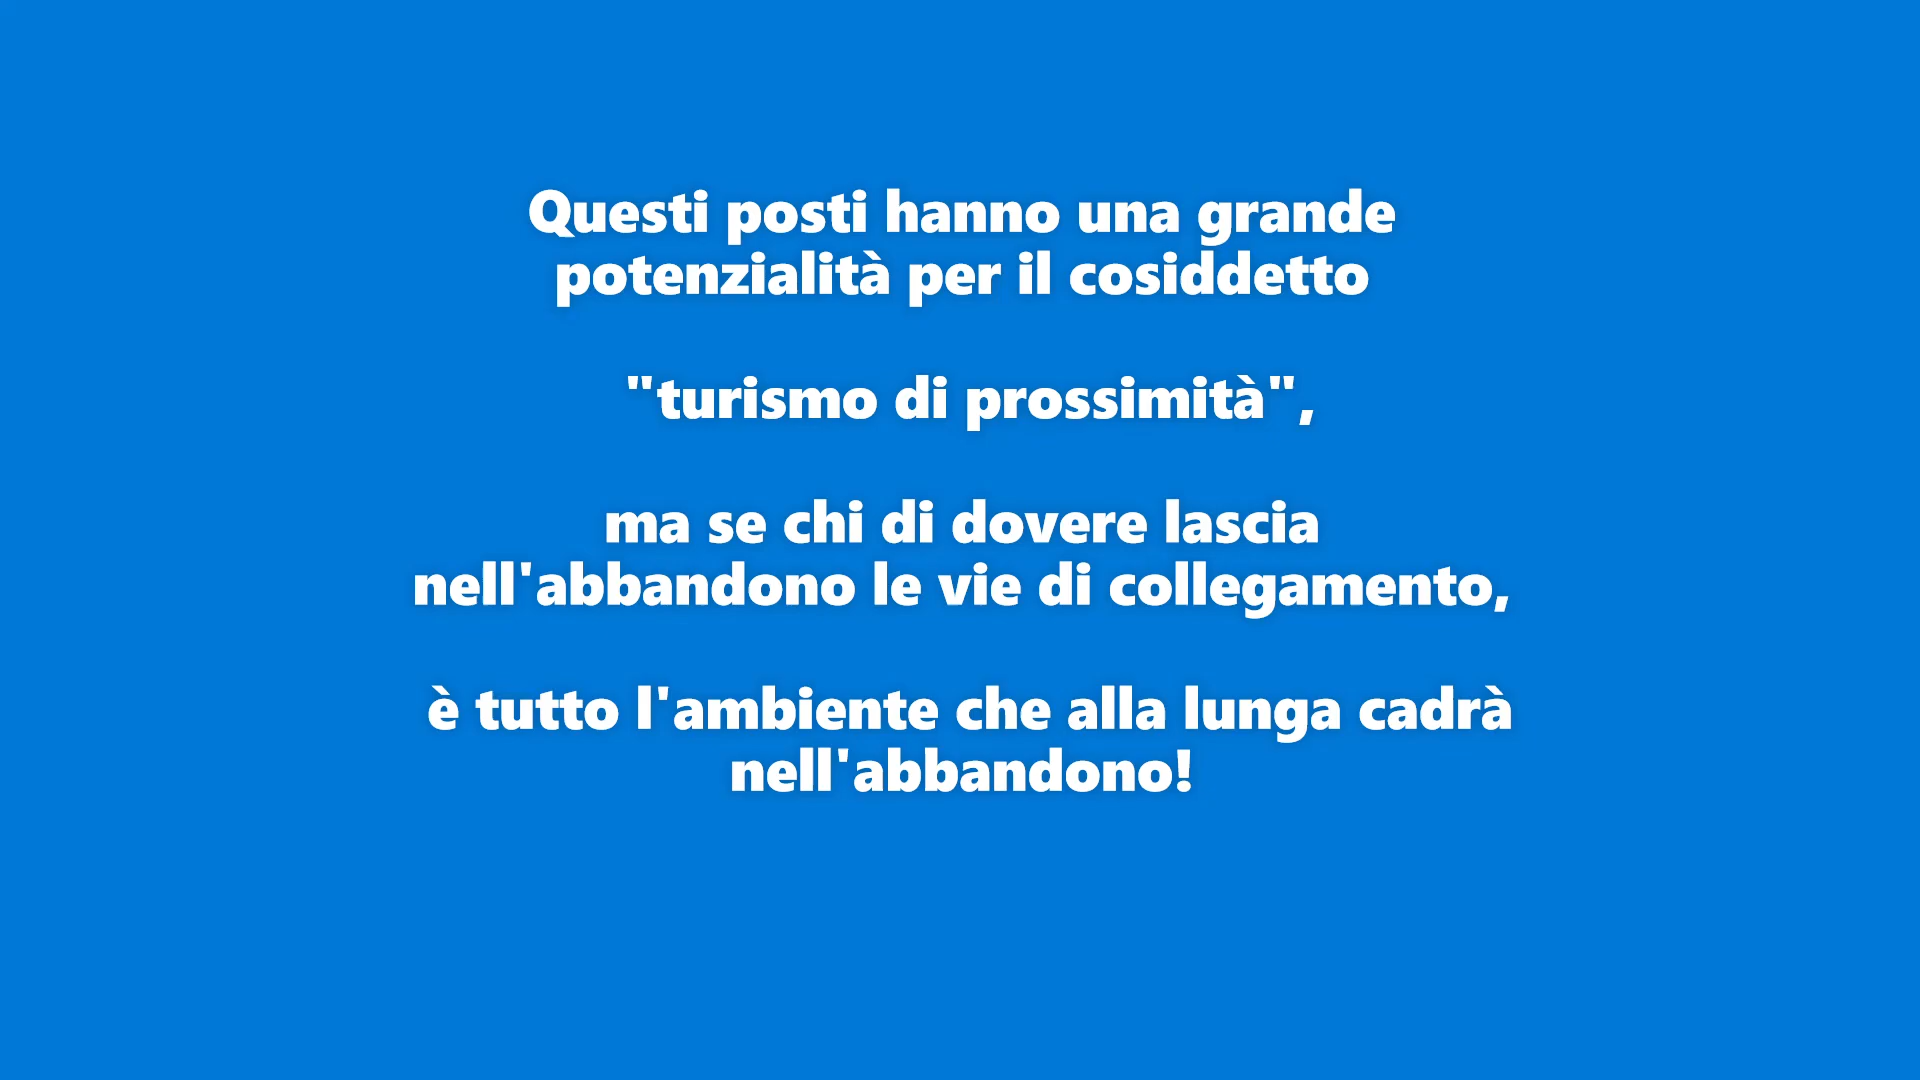 Questi posti hanno una grande
potenzialità per il cosiddetto
"turismo di prossimità",
ma se chi di dovere lascia
nell'abbandono le vie di collegamento,
è tutto l'ambiente che alla lunga cadrà
nell'abbandono!